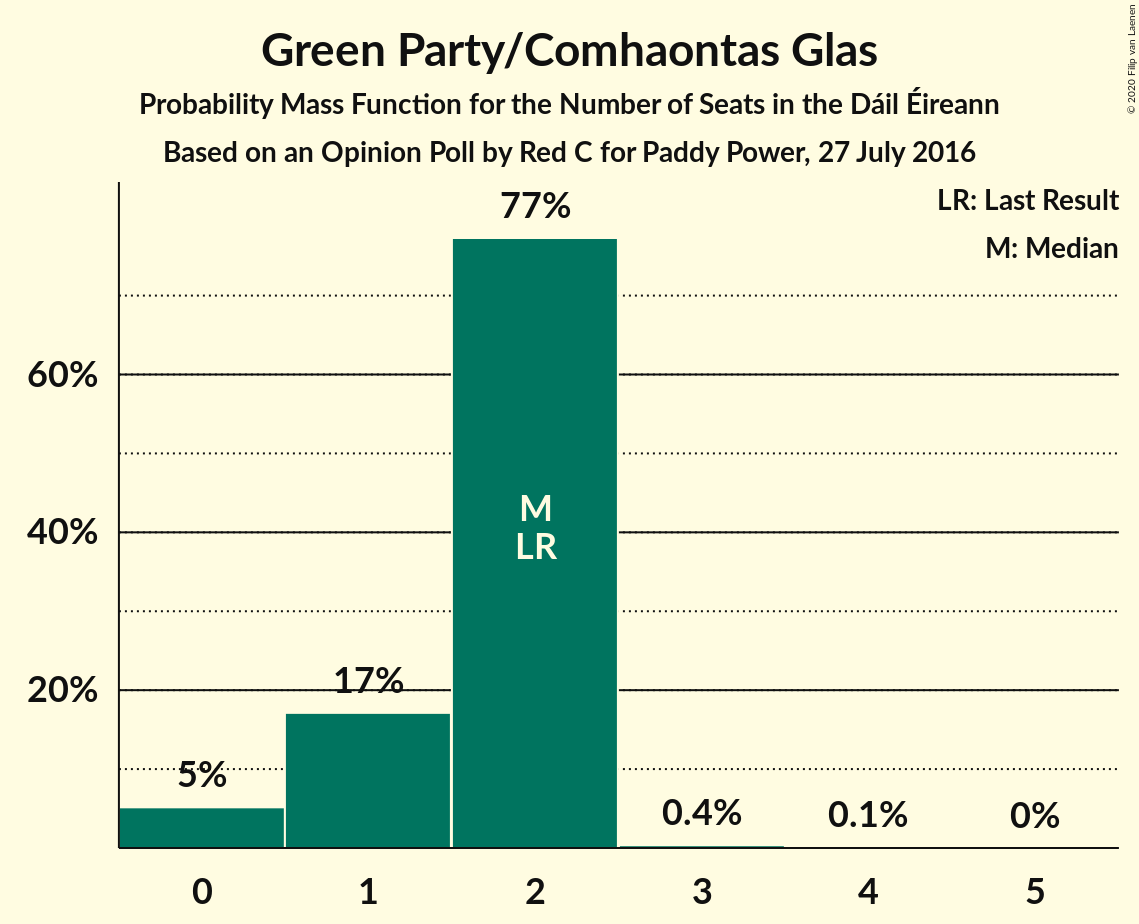 Green Party/Comhaontas Glas
Probability Mass Function for the Number of Seats in the Dáil Éireann
Based on an Opinion Poll by Red C for Paddy Power, 27 July 2016
© 2020 Filip van Laenen
LR: Last Result
M: Median
77%
60%
40%
20%
M
LR
17%
5%
0.4%
0.1%
0%
0 1 2 3 4 5